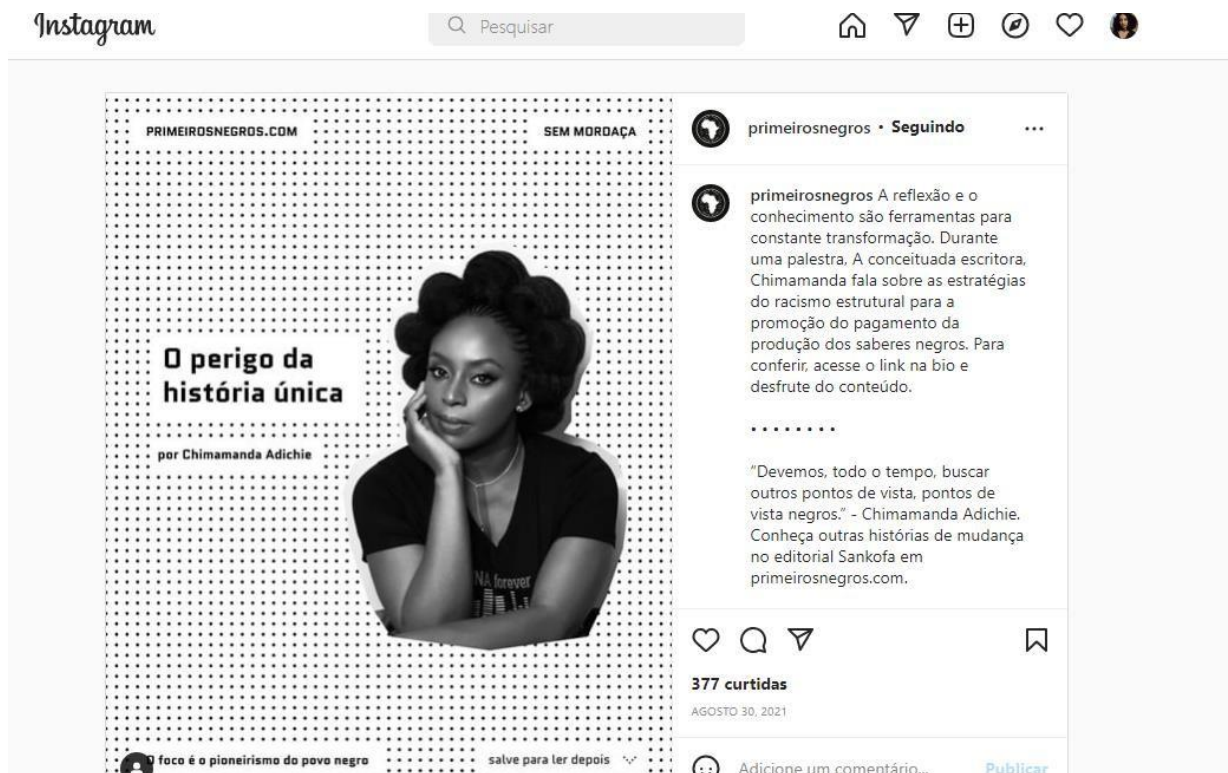 Instagram
Pesquisar
PRIMEIROSNEGROS.COM
SEM MORDAÇA
O perigo da
história única
por Chimamanda Adichie
NA forever
O foco é o pioneirismo do povo negro
salve para ler depois
primeirosnegros • Seguindo
primeirosnegros A reflexão e o
conhecimento são ferramentas para
constante transformação. Durante
uma palestra, A conceituada escritora,
Chimamanda fala sobre as estratégias
do racismo estrutural para a
promoção do pagamento da
produção dos saberes negros. Para
conferir, acesse o link na bio e
desfrute do conteúdo.
. . . . . . . .
“Devemos, todo o tempo, buscar
outros pontos de vista, pontos de
vista negros.” - Chimamanda Adichie.
Conheça outras histórias de mudança
no editorial Sankofa em
primeirosnegros.com.
377 curtidas
AGOSTO 30, 2021
Adicione um comentário...
Publicar